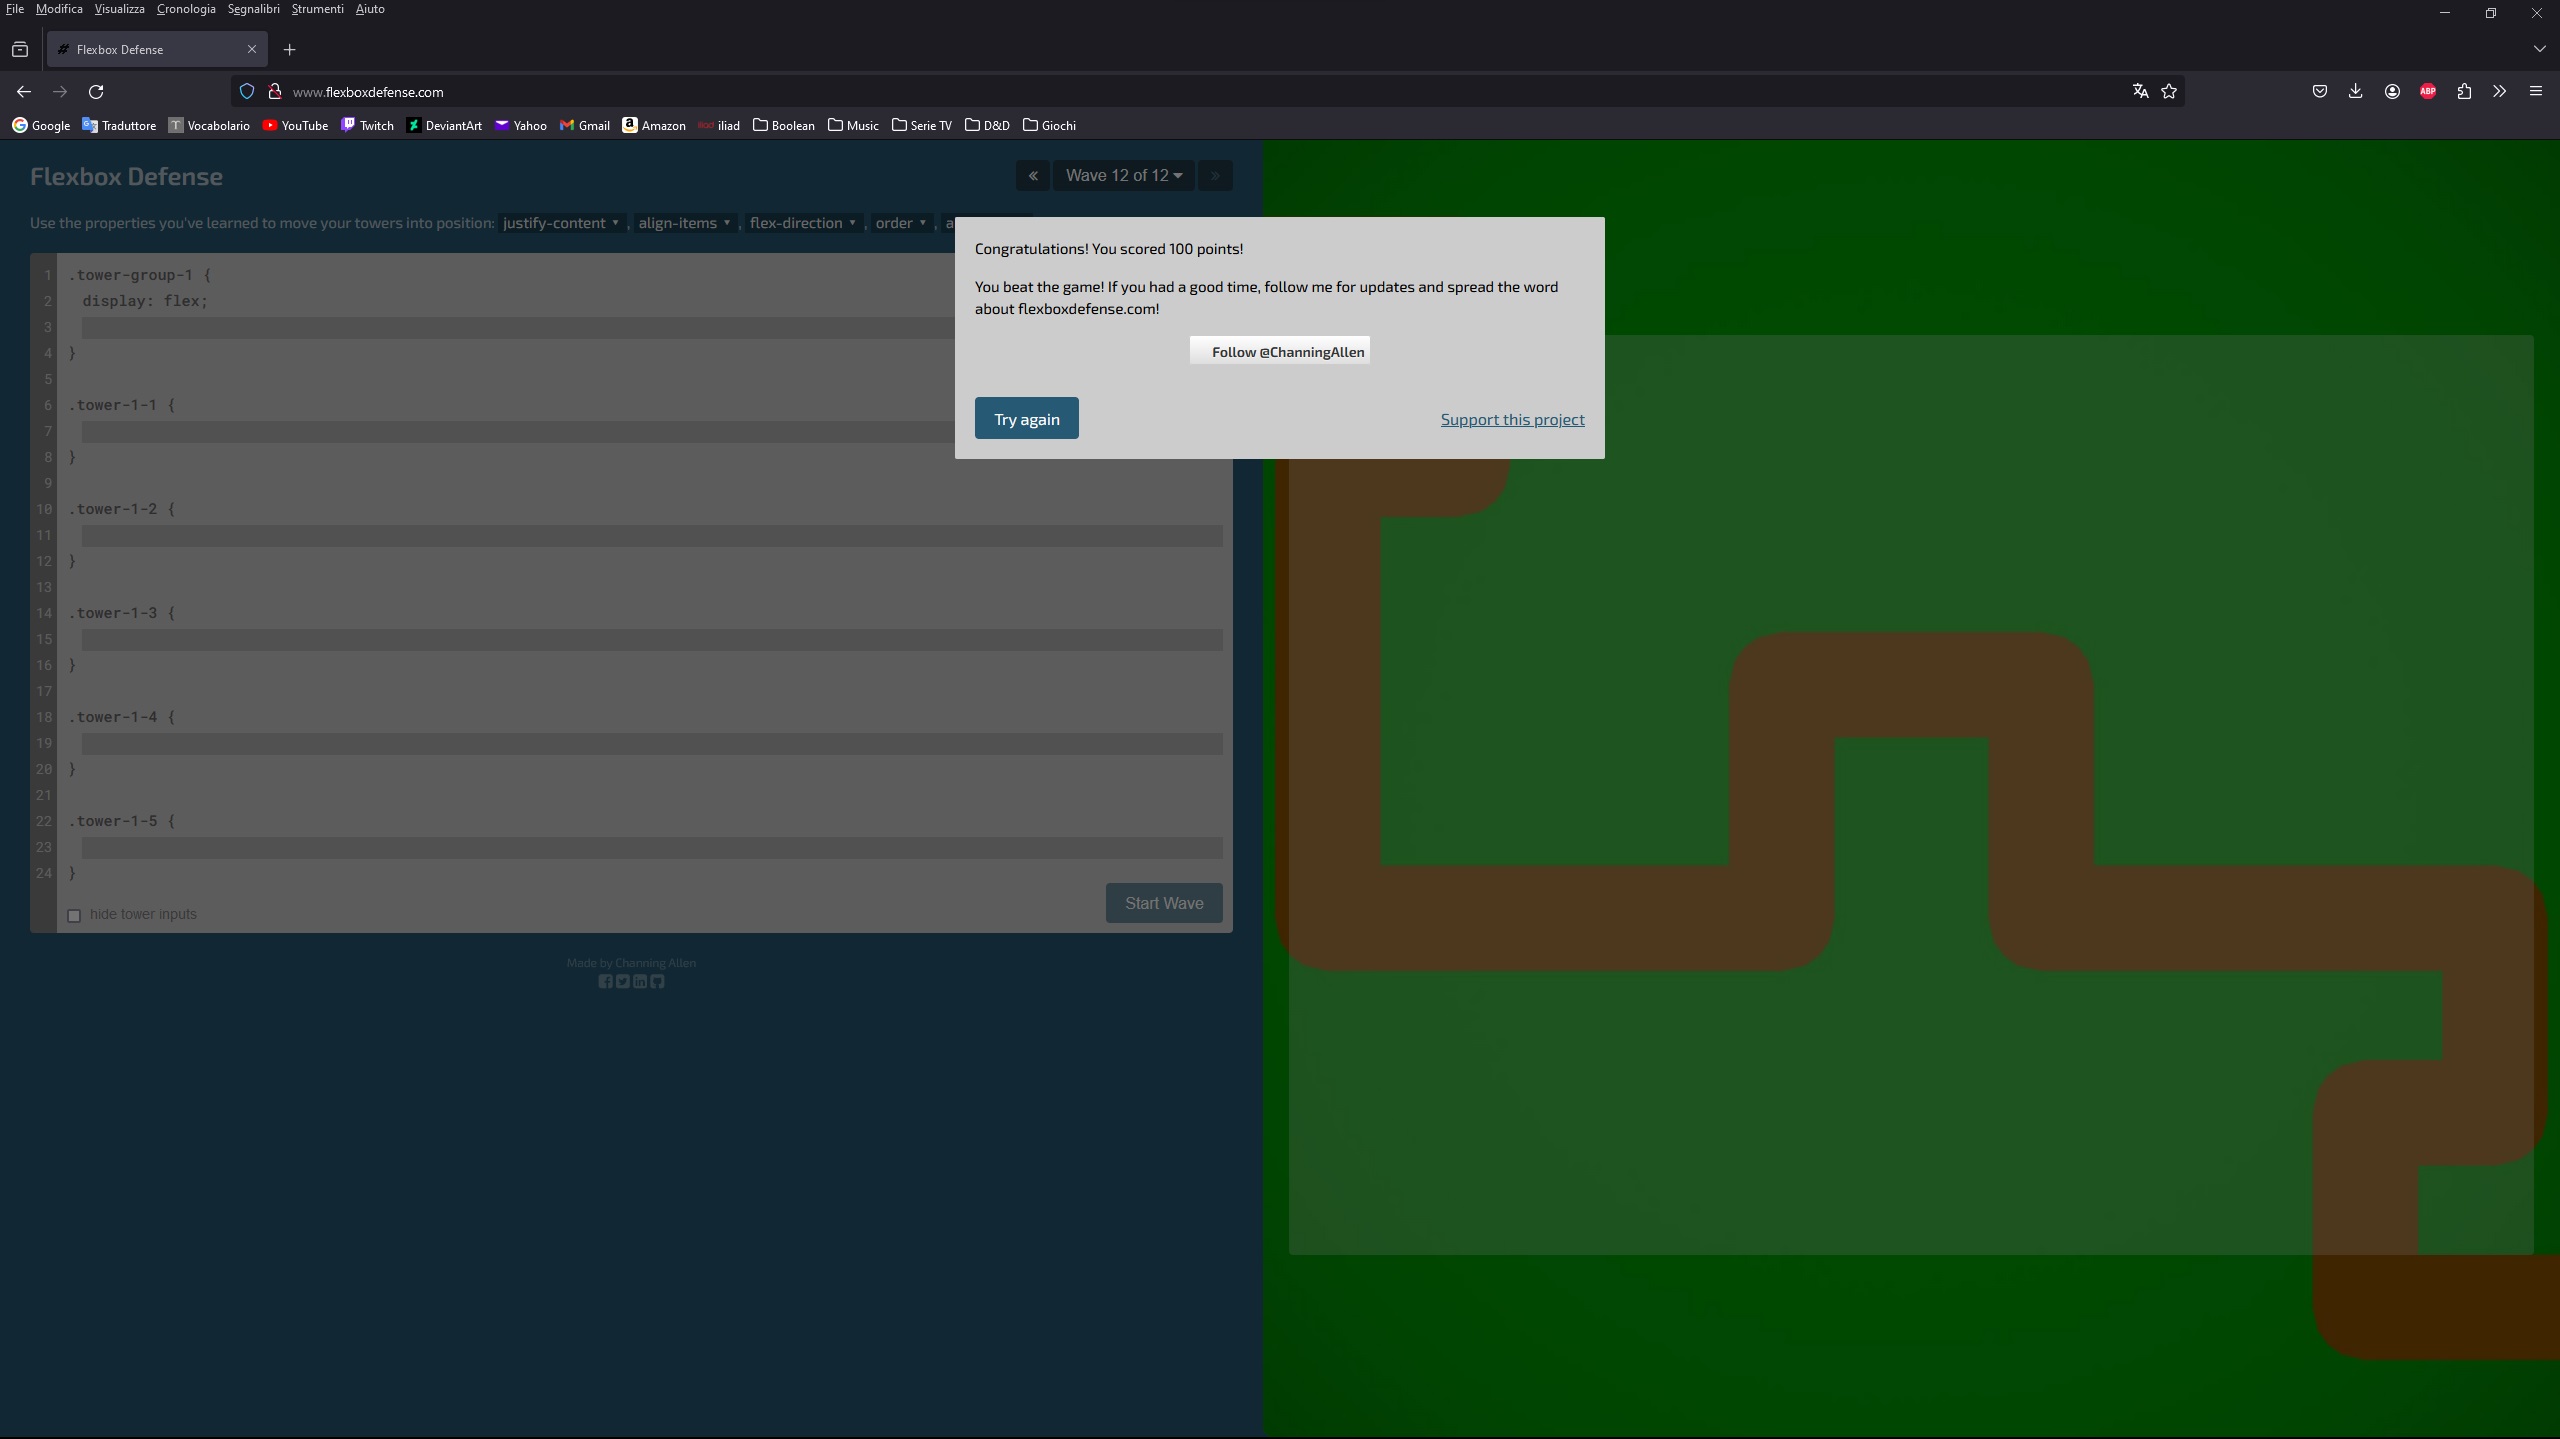 File Modifica Visualizza Cronologia Segnalibri Strumenti Aiuto
Flexbox Defense
www.flexboxdefense.com
ABP
Google Traduttore Vocabolario YouTube Twitch DeviantArt Yahoo Gmail Amazon iliad Boolean Music Serie TV D&D Giochi
Flexbox Defense
« Wave 12 of 12 »
Use the properties you've learned to move your towers into position: justify-content ▼, align-items ▼, flex-direction ▼, order ▼, a
Congratulations! You scored 100 points!
You beat the game! If you had a good time, follow me for updates and spread the word
about flexboxdefense.com!
Follow @ChanningAllen
Try again
Support this project
1 .tower-group-1 {
2 display: flex;
3
4 }
5
6 .tower-1-1 {
7
8 }
9
10 .tower-1-2 {
11
12 }
13
14 .tower-1-3 {
15
16 }
17
18 .tower-1-4 {
19
20 }
21
22 .tower-1-5 {
23
24 }
hide tower inputs
Start Wave
Made by Channing Allen